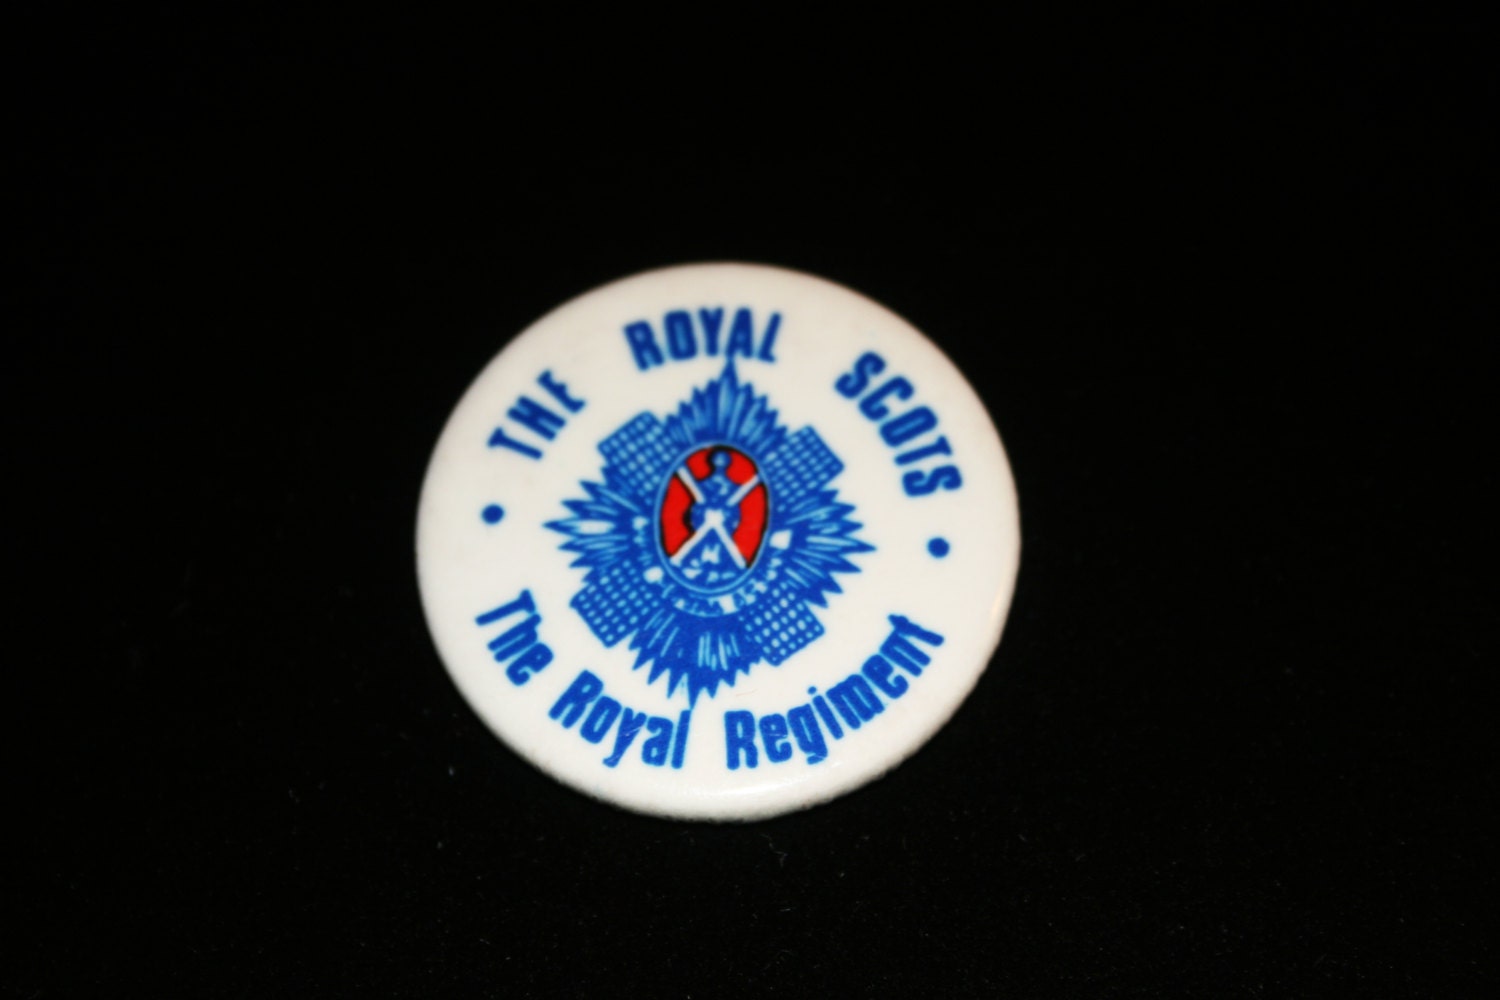 THE ROYAL SCOTS
The Royal Regiment